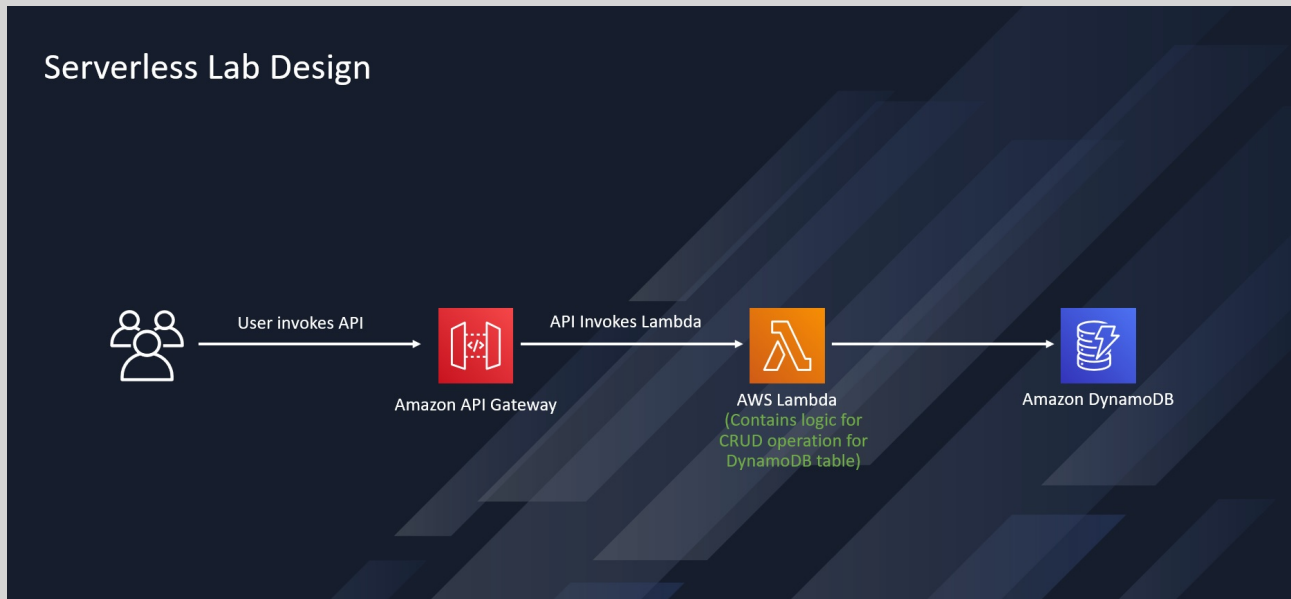 Serverless Lab Design
User invokes API
API Invokes Lambda
</>
Amazon API Gateway
AWS Lambda
(Contains logic for
CRUD operation for
DynamoDB table)
Amazon DynamoDB